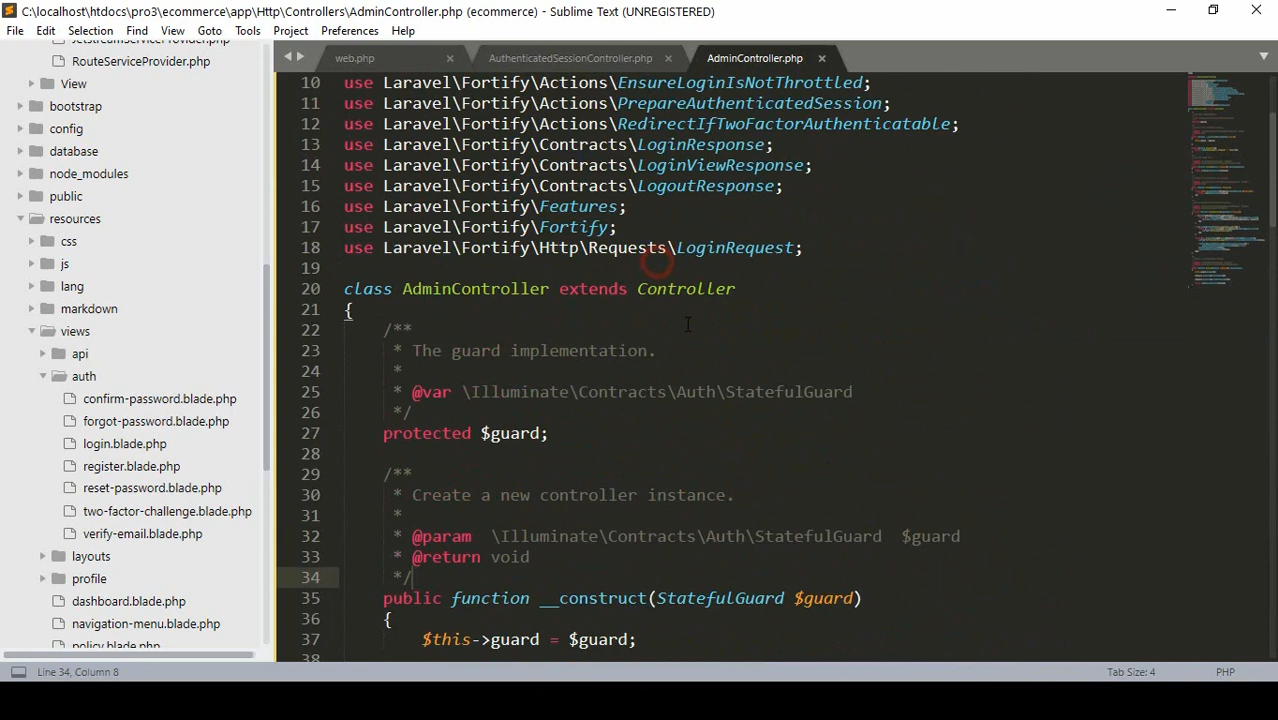 C:\localhost\htdocs\pro3\ecommerce\app\Http\Controllers\AdminController.php (ecommerce) - Sublime Text (UNREGISTERED)
File Edit Selection Find View Goto Tools Project Preferences Help
JetstreamServiceProvider.php
RouteServiceProvider.php
View
bootstrap
config
database
node_modules
public
resources
css
js
lang
markdown
views
api
auth
confirm-password.blade.php
forgot-password.blade.php
login.blade.php
register.blade.php
reset-password.blade.php
two-factor-challenge.blade.php
verify-email.blade.php
layouts
profile
dashboard.blade.php
navigation-menu.blade.php
policy.blade.php
web.php AuthenticatedSessionController.php AdminController.php
10 use Laravel\Fortify\Actions\EnsureLoginIsNotThrottled;
11 use Laravel\Fortify\Actions\PrepareAuthenticatedSession;
12 use Laravel\Fortify\Actions\RedirectIfTwoFactorAuthenticatable;
13 use Laravel\Fortify\Contracts\LoginResponse;
14 use Laravel\Fortify\Contracts\LoginViewResponse;
15 use Laravel\Fortify\Contracts\LogoutResponse;
16 use Laravel\Fortify\Features;
17 use Laravel\Fortify\Fortify;
18 use Laravel\Fortify\Http\Requests\LoginRequest;
19
20 class AdminController extends Controller
21 {
22 /**
23 * The guard implementation.
24 *
25 * @var \Illuminate\Contracts\Auth\StatefulGuard
26 */
27 protected $guard;
28
29 /**
30 * Create a new controller instance.
31 *
32 * @param \Illuminate\Contracts\Auth\StatefulGuard $guard
33 * @return void
34 */
35 public function __construct(StatefulGuard $guard)
36 {
37 $this->guard = $guard;
38
Line 34, Column 8 Tab Size: 4 PHP